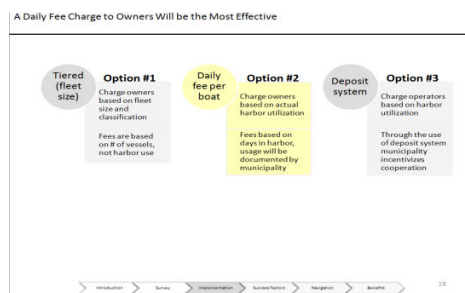 A Daily Fee Charge to Owners Will be the Most Effective
Tiered
(fleet
size)
Option #1
Charge owners
based on fleet
size and
classification
Fees are based
on # of vessels,
not harbor use
Daily
fee per
boat
Option #2
Charge owners
based on actual
harbor utilization
Fees based on
days in harbor,
usage will be
documented by
municipality
Deposit
system
Option #3
Charge operators
based on harbor
utilization
Through the use
of deposit system
municipality
incentivizes
cooperation
Introduction
Survey
Implementation
Success Factors
Navigation
Benefits